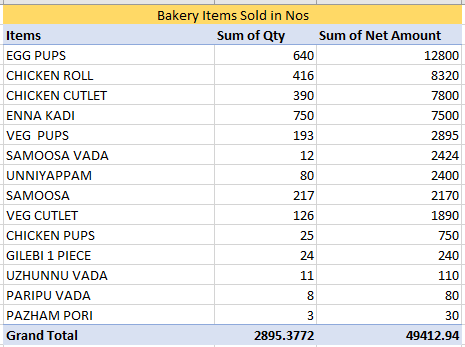 Bakery Items Sold in Nos
Items Sum of Qty Sum of Net Amount
EGG PUPS 640 12800
CHICKEN ROLL 416 8320
CHICKEN CUTLET 390 7800
ENNA KADI 750 7500
VEG  PUPS 193 2895
SAMOOSA VADA 12 2424
UNNIYAPPAM 80 2400
SAMOOSA 217 2170
VEG CUTLET 126 1890
CHICKEN PUPS 25 750
GILEBI 1 PIECE 24 240
UZHUNNU VADA 11 110
PARIPU VADA 8 80
PAZHAM PORI 3 30
Grand Total 2895.3772 49412.94